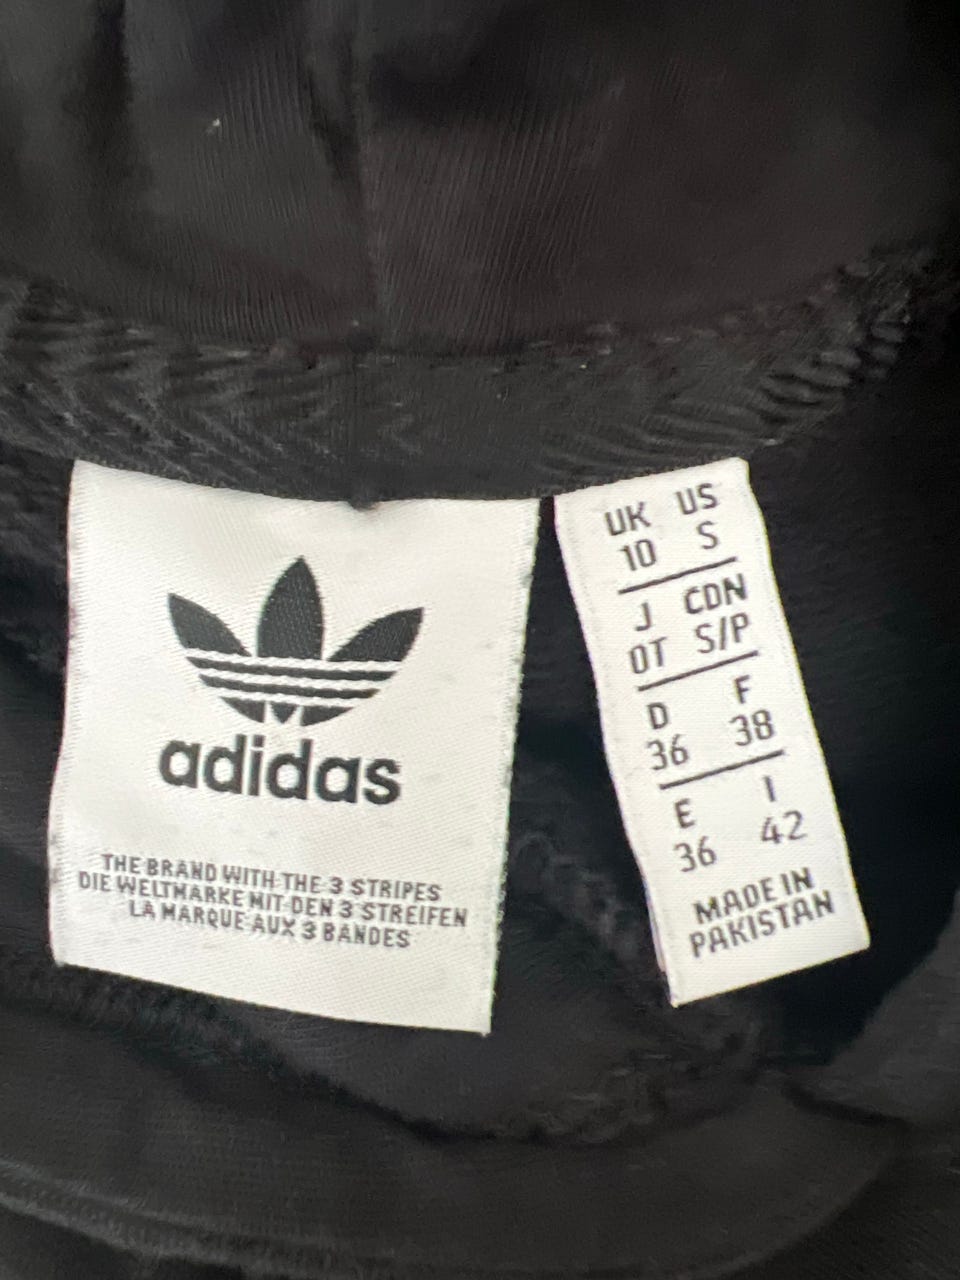 adidas
THE BRAND WITH THE 3 STRIPES
DIE WELTMARKE MIT DEN 3 STREIFEN
LA MARQUE AUX 3 BANDES
UK US
10 S
J CDN
OT S/P
D F
36 38
E I
36 42
MADE IN
PAKISTAN